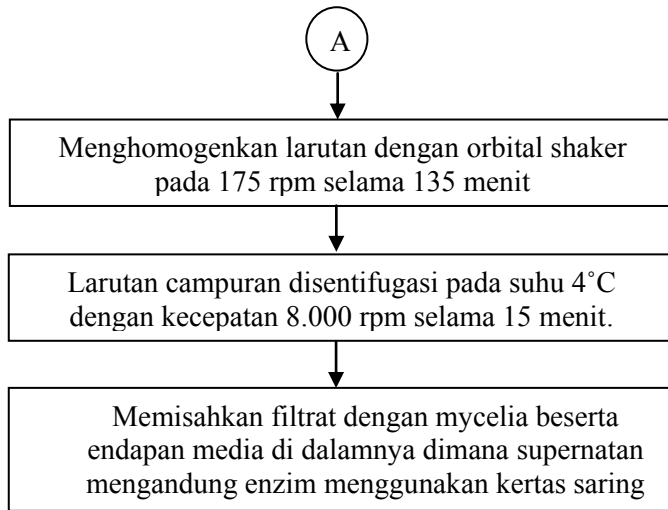 A
Menghomogenkan larutan dengan orbital shaker
pada 175 rpm selama 135 menit
Larutan campuran disentifugasi pada suhu 4˚C
dengan kecepatan 8.000 rpm selama 15 menit.
Memisahkan filtrat dengan mycelia beserta
endapan media di dalamnya dimana supernatan
mengandung enzim menggunakan kertas saring